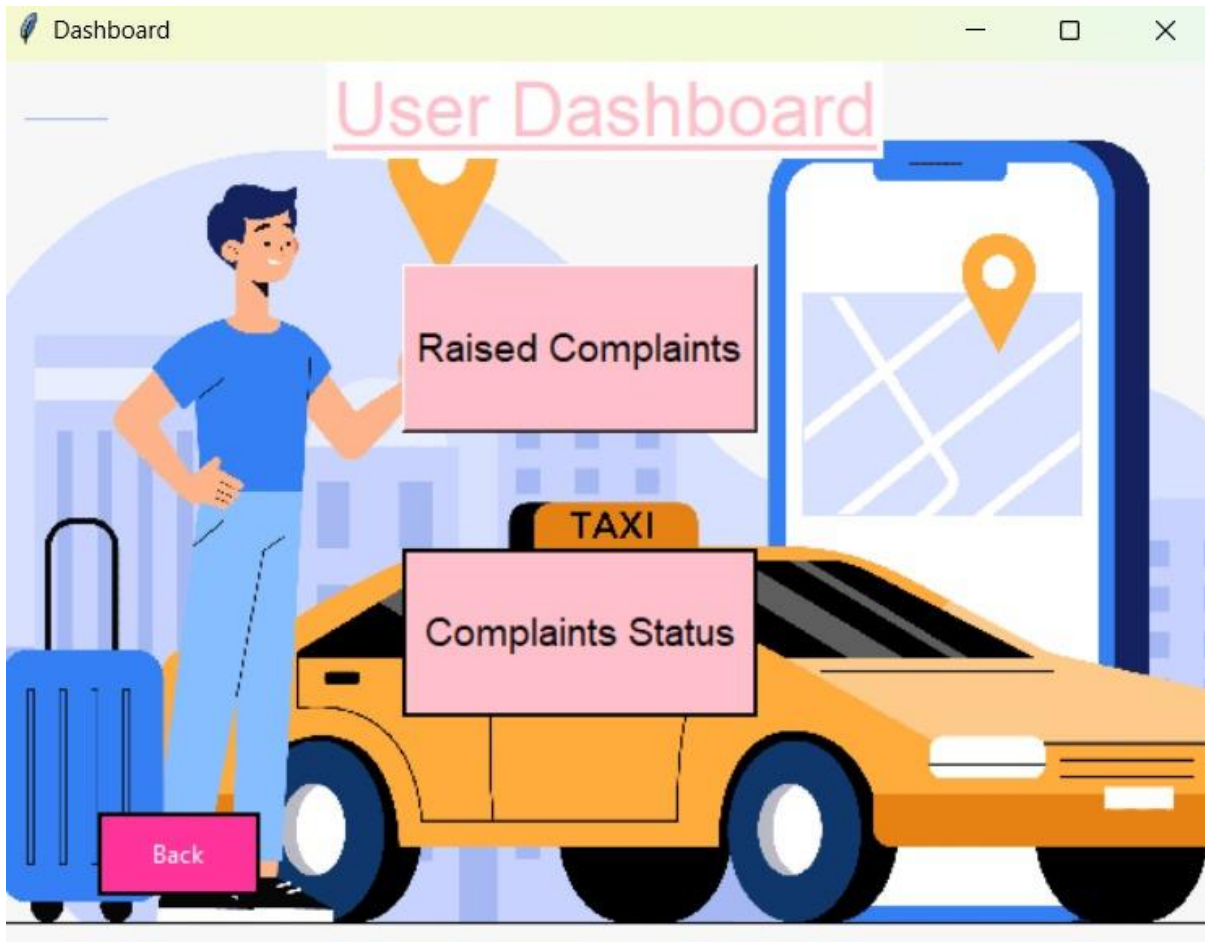 Dashboard
User Dashboard
Raised Complaints
TAXI
Complaints Status
Back